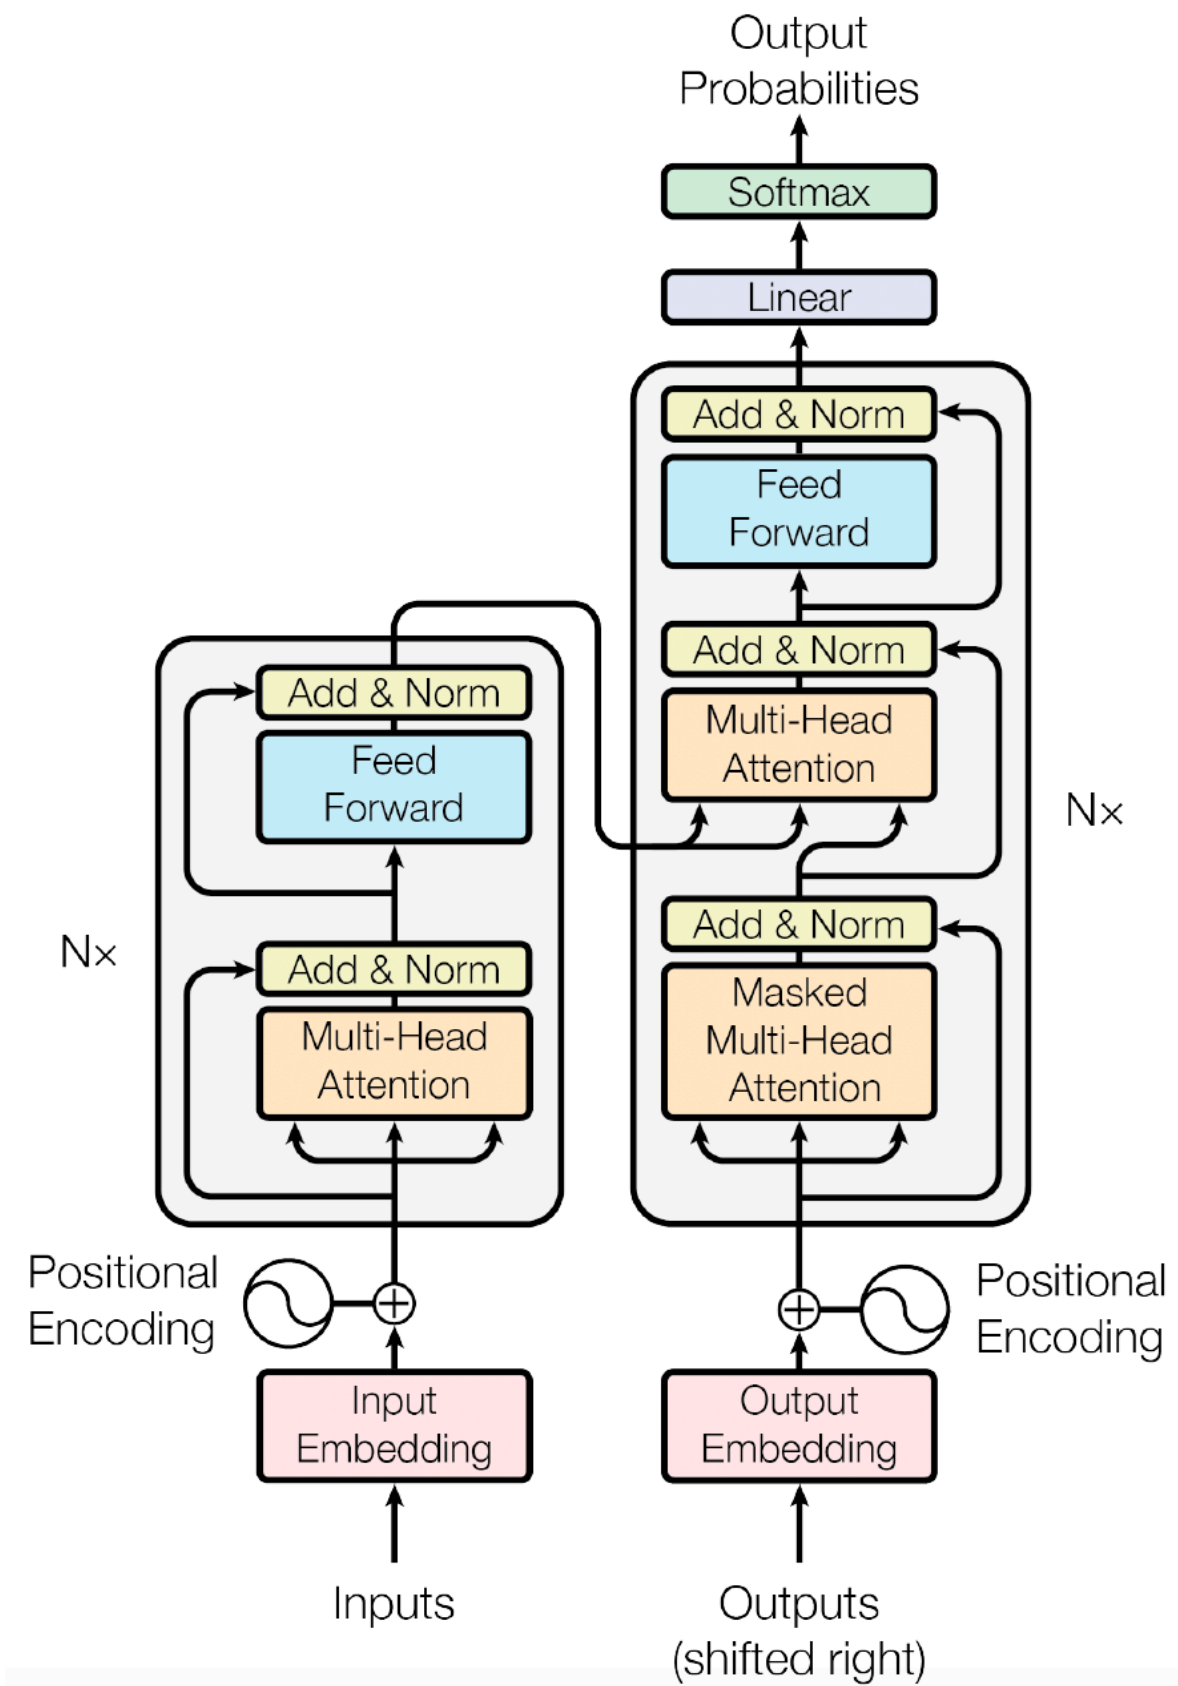 Output
Probabilities
Softmax
Linear
Add & Norm
Feed
Forward
Add & Norm
Multi-Head
Attention
N×
Add & Norm
Masked
Multi-Head
Attention
Add & Norm
Feed
Forward
N×
Add & Norm
Multi-Head
Attention
Positional
Encoding
Positional
Encoding
Input
Embedding
Output
Embedding
Inputs
Outputs
(shifted right)